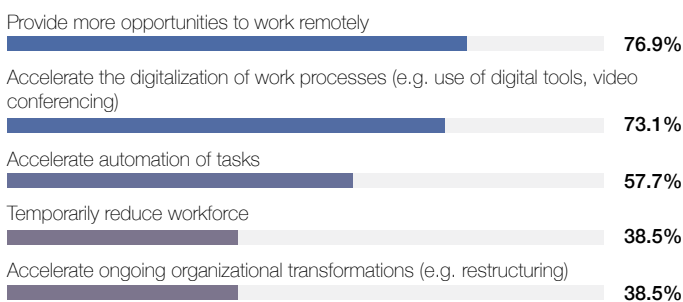 Provide more opportunities to work remotely
76.9%
Accelerate the digitalization of work processes (e.g. use of digital tools, video
conferencing)
73.1%
Accelerate automation of tasks
57.7%
Temporarily reduce workforce
38.5%
Accelerate ongoing organizational transformations (e.g. restructuring)
38.5%